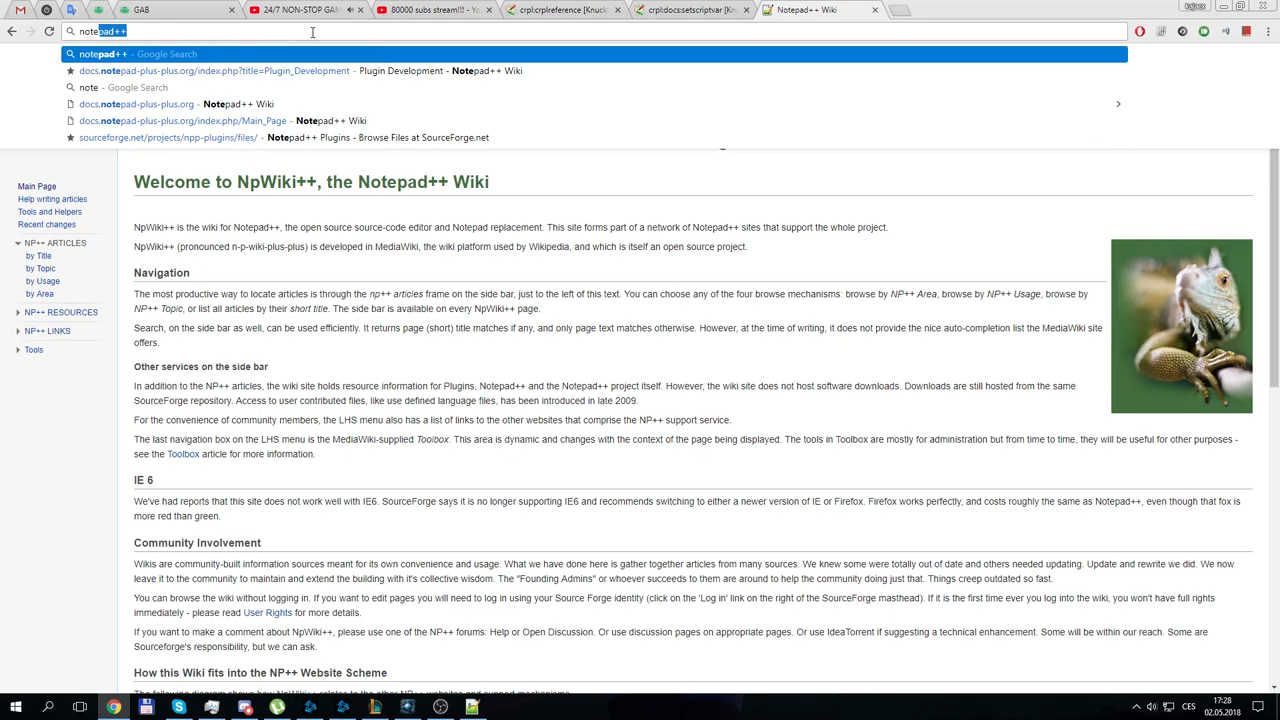 GAB
24/7 NON-STOP GAM
80000 subs stream!!! - Yo
crpl:crplreference [Knuck
crpl:docs:setscriptvar [Kn
Notepad++ Wiki
notepad++
notepad++ - Google Search
docs.notepad-plus-plus.org/index.php?title=Plugin_Development - Plugin Development - Notepad++ Wiki
note - Google Search
docs.notepad-plus-plus.org - Notepad++ Wiki
docs.notepad-plus-plus.org/index.php/Main_Page - Notepad++ Wiki
sourceforge.net/projects/npp-plugins/files/ - Notepad++ Plugins - Browse Files at SourceForge.net
Main Page
Help writing articles
Tools and Helpers
Recent changes
NP++ ARTICLES
by Title
by Topic
by Usage
by Area
NP++ RESOURCES
NP++ LINKS
Tools
Welcome to NpWiki++, the Notepad++ Wiki
NpWiki++ is the wiki for Notepad++, the open source source-code editor and Notepad replacement. This site forms part of a network of Notepad++ sites that support the whole project.
NpWiki++ (pronounced n-p-wiki-plus-plus) is developed in MediaWiki, the wiki platform used by Wikipedia, and which is itself an open source project.
Navigation
The most productive way to locate articles is through the np++ articles frame on the side bar, just to the left of this text. You can choose any of the four browse mechanisms: browse by NP++ Area, browse by NP++ Usage, browse by
NP++ Topic, or list all articles by their short title. The side bar is available on every NpWiki++ page.
Search, on the side bar as well, can be used efficiently. It returns page (short) title matches if any, and only page text matches otherwise. However, at the time of writing, it does not provide the nice auto-completion list the MediaWiki site
offers.
Other services on the side bar
In addition to the NP++ articles, the wiki site holds resource information for Plugins, Notepad++ and the Notepad++ project itself. However, the wiki site does not host software downloads. Downloads are still hosted from the same
SourceForge repository. Access to user contributed files, like use defined language files, has been introduced in late 2009.
For the convenience of community members, the LHS menu also has a list of links to the other websites that comprise the NP++ support service.
The last navigation box on the LHS menu is the MediaWiki-supplied Toolbox. This area is dynamic and changes with the context of the page being displayed. The tools in Toolbox are mostly for administration but from time to time, they will be useful for other purposes -
see the Toolbox article for more information.
IE 6
We've had reports that this site does not work well with IE6. SourceForge says it is no longer supporting IE6 and recommends switching to either a newer version of IE or Firefox. Firefox works perfectly, and costs roughly the same as Notepad++, even though that fox is
more red than green.
Community Involvement
Wikis are community-built information sources meant for its own convenience and usage. What we have done here is gather together articles from many sources. We knew some were totally out of date and others needed updating. Update and rewrite we did. We now
leave it to the community to maintain and extend the building with it's collective wisdom. The "Founding Admins" or whoever succeeds to them are around to help the community doing just that. Things creep outdated so fast.
You can browse the wiki without logging in. If you want to edit pages you will need to log in using your Source Forge identity (click on the 'Log in' link on the right of the SourceForge masthead). If it is the first time ever you log into the wiki, you won't have full rights
immediately - please read User Rights for more details.
If you want to make a comment about NpWiki++, please use one of the NP++ forums: Help or Open Discussion. Or use discussion pages on appropriate pages. Or use IdeaTorrent if suggesting a technical enhancement. Some will be within our reach. Some are
Sourceforge's responsibility, but we can ask.
How this Wiki fits into the NP++ Website Scheme
CES
17:28
02.05.2018